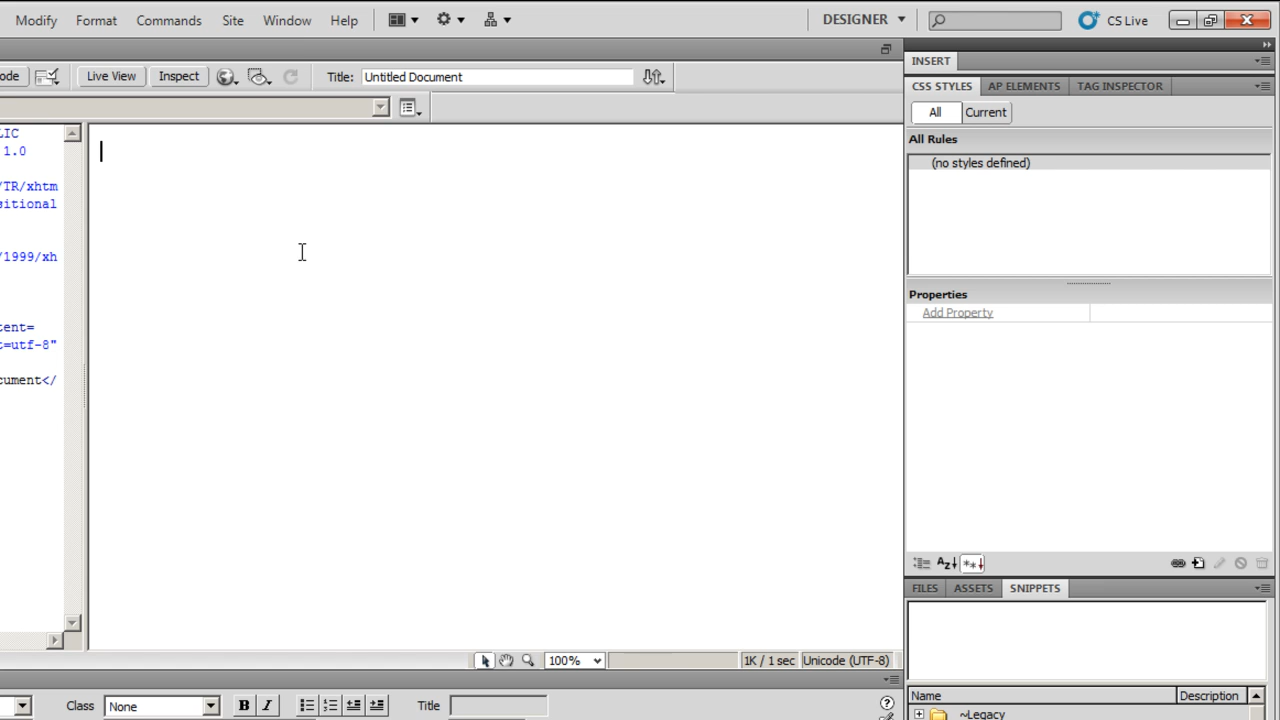 Modify Format Commands Site Window Help DESIGNER CS Live
INSERT
ode Live View Inspect Title: Untitled Document
CSS STYLES AP ELEMENTS TAG INSPECTOR
All Current
LIC
All Rules
1.0
(no styles defined)
/TR/xhtm
sitional
/1999/xh
Properties
Add Property
tent=
t=utf-8"
cument</
FILES ASSETS SNIPPETS
100% 1K / 1 sec Unicode (UTF-8)
Name Description
Class None B I Title
~Legacy